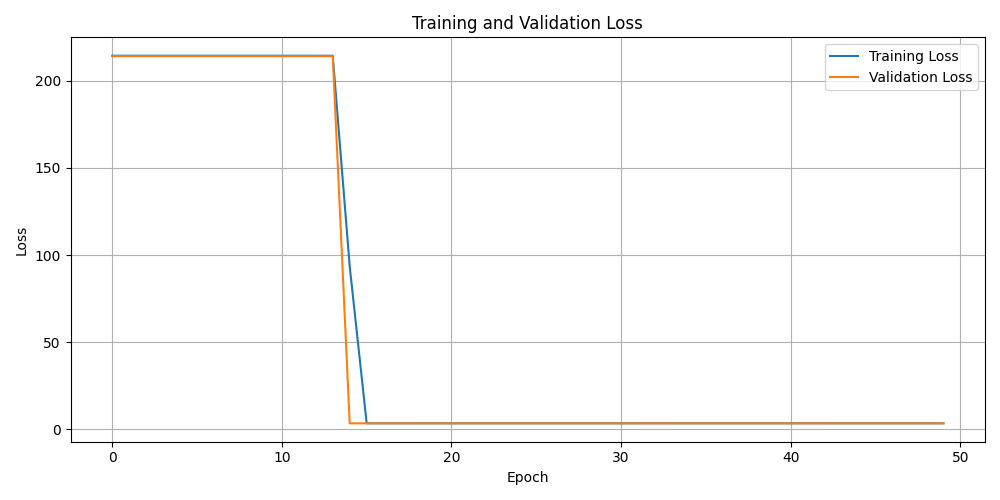 Training and Validation Loss
Training Loss
Validation Loss
200
150
100
50
0
Loss
0 10 20 30 40 50
Epoch